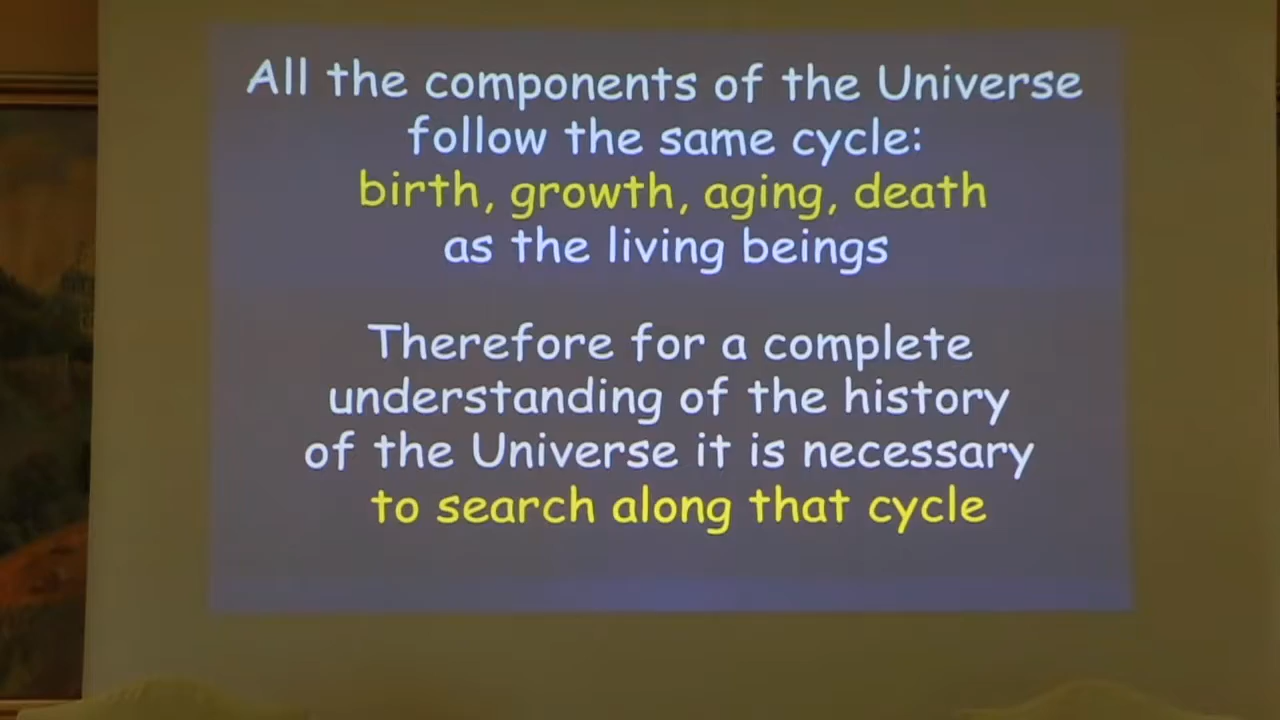 All the components of the Universe
follow the same cycle:
birth, growth, aging, death
as the living beings
Therefore for a complete
understanding of the history
of the Universe it is necessary
to search along that cycle